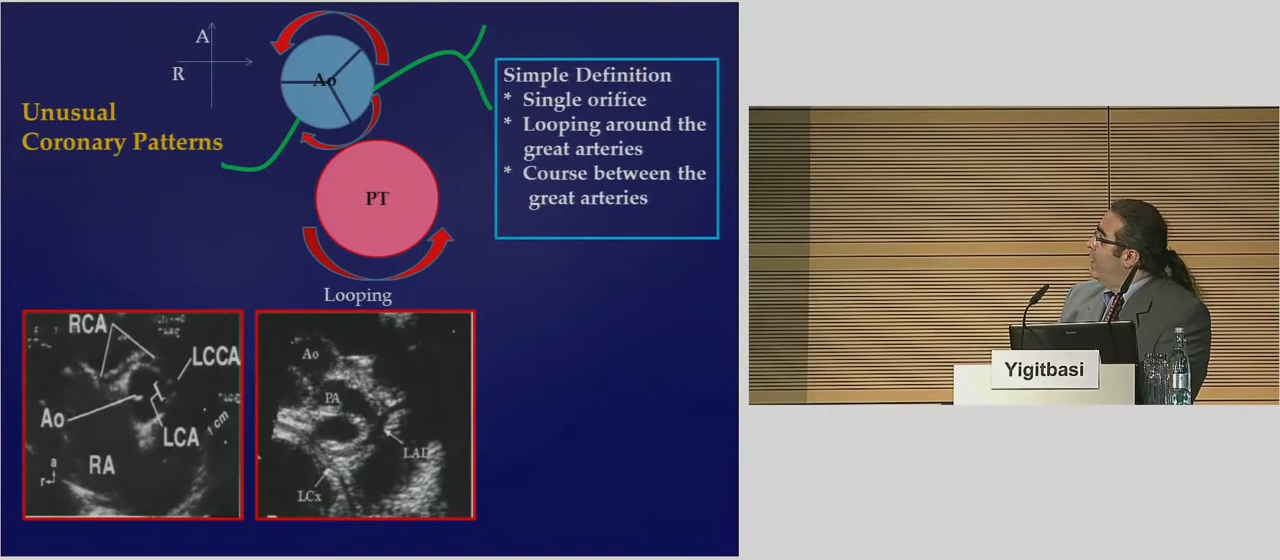 A
R
Unusual
Coronary Patterns
Ao
PT
Looping
Simple Definition
* Single orifice
* Looping around the
great arteries
* Course between the
great arteries
RCA
LCCA
Ao
LCA
1 cm
RA
a
r
Ao
PA
LAD
LCx
Yigitbasi